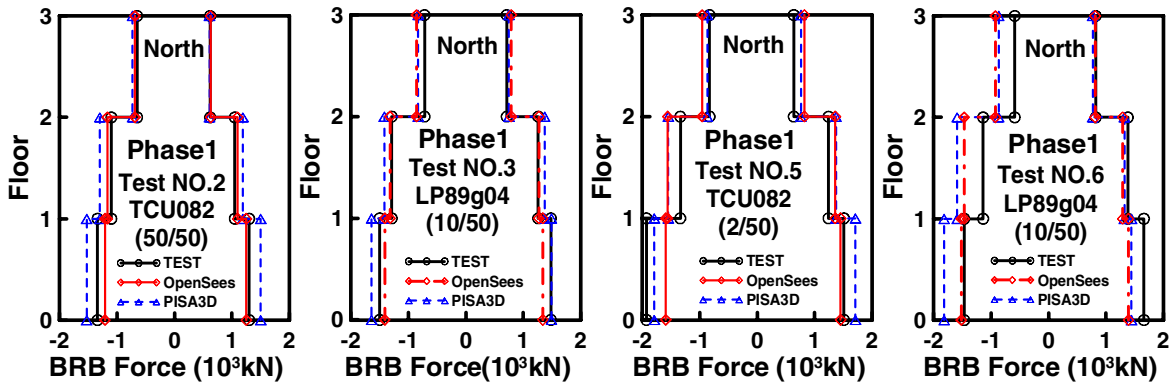 3
2
1
0
Floor
North
Phase1
Test NO.2
TCU082
(50/50)
TEST
OpenSees
PISA3D
-2 -1 0 1 2
BRB Force (10³kN)
3
2
1
0
Floor
North
Phase1
Test NO.3
LP89g04
(10/50)
TEST
OpenSees
PISA3D
-2 -1 0 1 2
BRB Force(10³kN)
3
2
1
0
Floor
North
Phase1
Test NO.5
TCU082
(2/50)
TEST
OpenSees
PISA3D
-2 -1 0 1 2
BRB Force (10³kN)
3
2
1
0
Floor
North
Phase1
Test NO.6
LP89g04
(10/50)
TEST
OpenSees
PISA3D
-2 -1 0 1 2
BRB Force (10³kN)